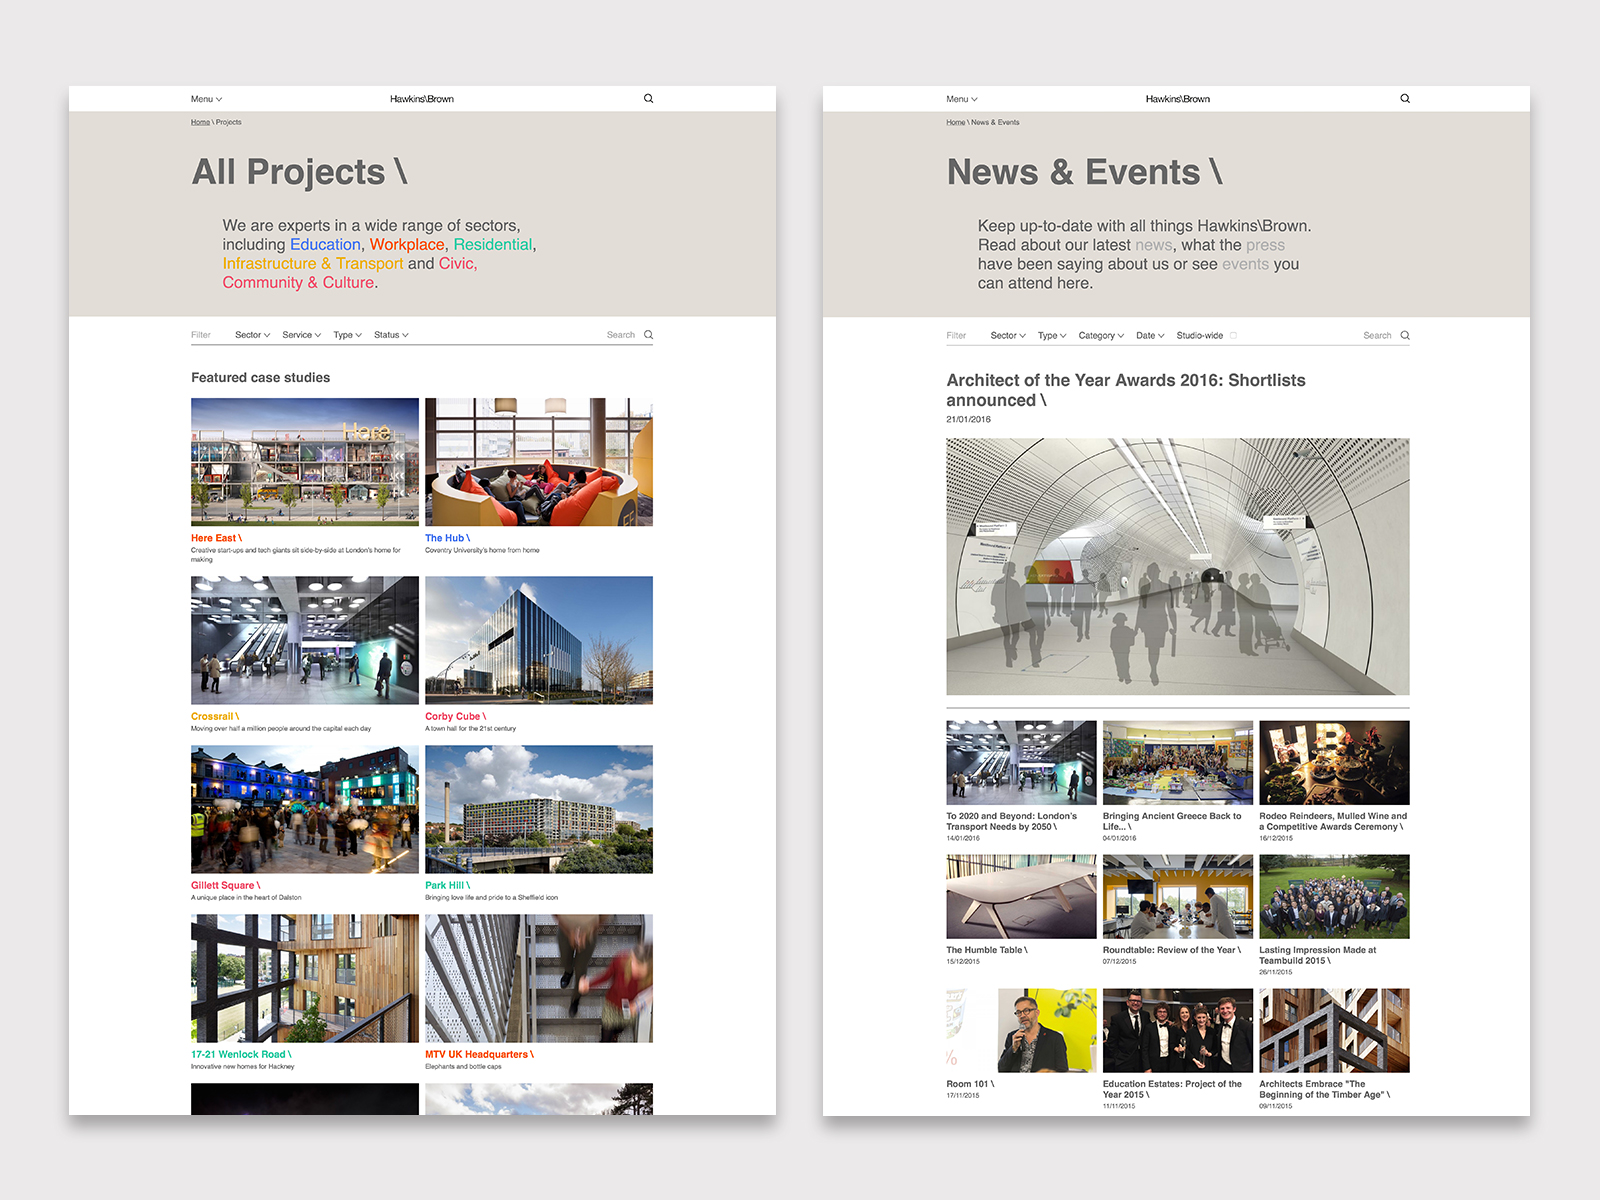 Menu
Hawkins\Brown
Home \ Projects
All Projects \
We are experts in a wide range of sectors,
including Education, Workplace, Residential,
Infrastructure & Transport and Civic,
Community & Culture.
Filter
Sector
Service
Type
Status
Search
Featured case studies
Here
Here East \
Creative start-ups and tech giants sit side-by-side at London's home for
making
The Hub \
Coventry University's home from home
Crossrail \
Moving over half a million people around the capital each day
Corby Cube \
A town hall for the 21st century
Gillett Square \
A unique place in the heart of Dalston
Park Hill \
Bringing love life and pride to a Sheffield icon
17-21 Wenlock Road \
Innovative new homes for Hackney
MTV UK Headquarters \
Elephants and bottle caps
Menu
Hawkins\Brown
Home \ News & Events
News & Events \
Keep up-to-date with all things Hawkins\Brown.
Read about our latest news, what the press
have been saying about us or see events you
can attend here.
Filter
Sector
Type
Category
Date
Studio-wide
Search
Architect of the Year Awards 2016: Shortlists
announced \
21/01/2016
To 2020 and Beyond: London's
Transport Needs by 2050 \
14/01/2016
Bringing Ancient Greece Back to
Life... \
04/01/2016
HB
Rodeo Reindeers, Mulled Wine and
a Competitive Awards Ceremony \
16/12/2015
The Humble Table \
15/12/2015
Roundtable: Review of the Year \
07/12/2015
Lasting Impression Made at
Teambuild 2015 \
26/11/2015
Room 101 \
17/11/2015
Education Estates: Project of the
Year 2015 \
11/11/2015
Architects Embrace "The
Beginning of the Timber Age" \
09/11/2015